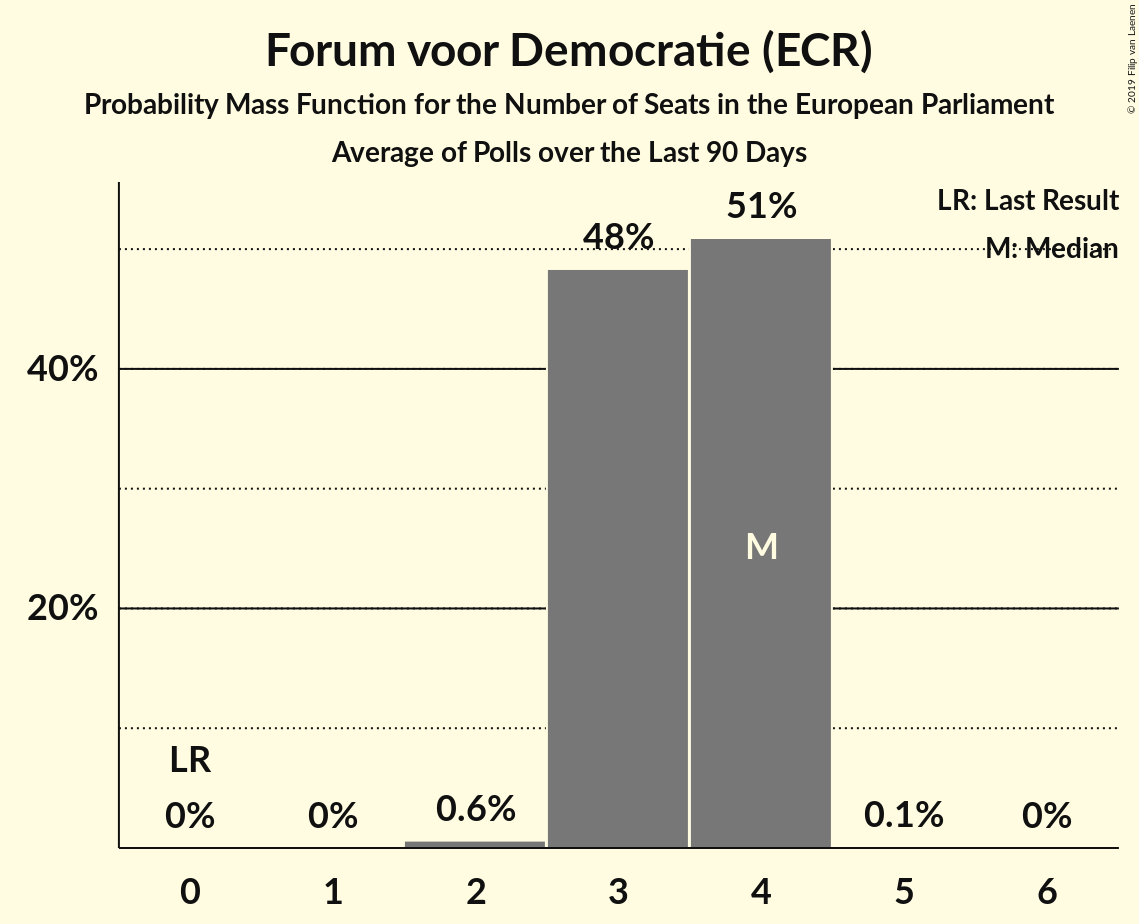 Forum voor Democratie (ECR)
Probability Mass Function for the Number of Seats in the European Parliament
Average of Polls over the Last 90 Days
© 2019 Filip van Laenen
LR: Last Result
M: Median
51%
48%
40%
M
20%
LR
0%
0%
0.6%
0.1%
0%
0
1
2
3
4
5
6